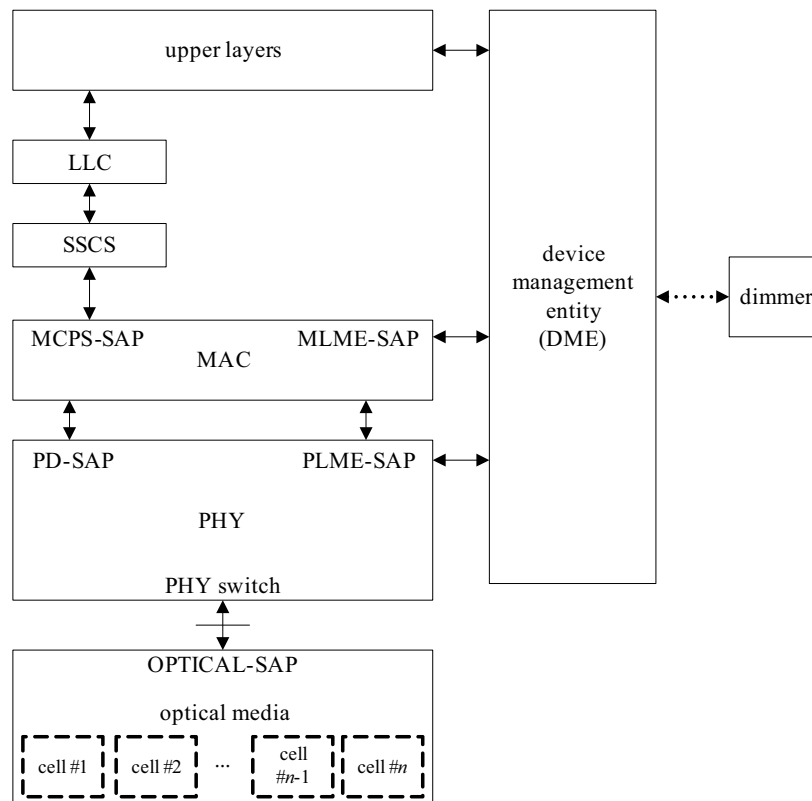 upper layers
LLC
SSCS
device
management
entity
(DME)
dimmer
MCPS-SAP MLME-SAP
MAC
PD-SAP PLME-SAP
PHY
PHY switch
OPTICAL-SAP
optical media
cell #1 cell #2 ... cell #n-1 cell #n